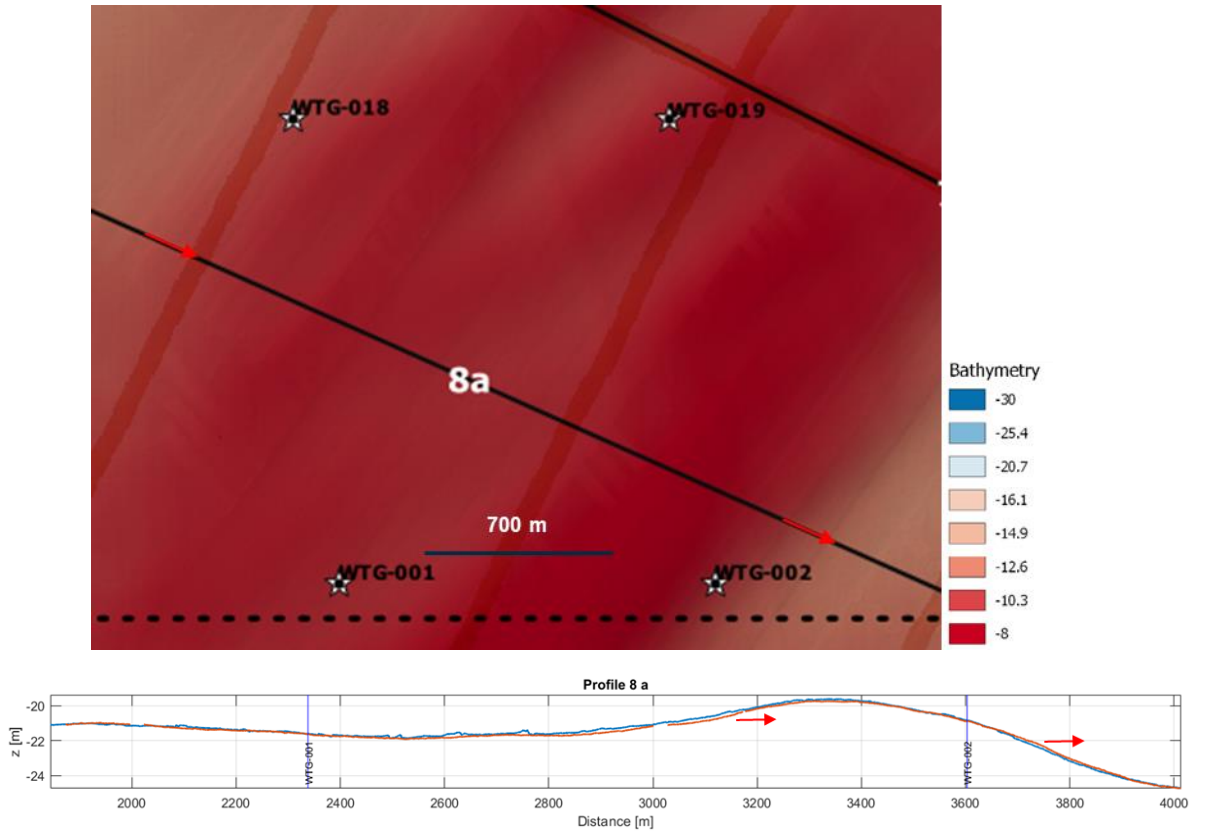 WTG-018
WTG-019
8a
700 m
WTG-001
WTG-002
Bathymetry
-30
-25.4
-20.7
-16.1
-14.9
-12.6
-10.3
-8
Profile 8 a
-20
-22
-24
z [m]
WTG-001
WTG-002
2000
2200
2400
2600
2800
3000
3200
3400
3600
3800
4000
Distance [m]